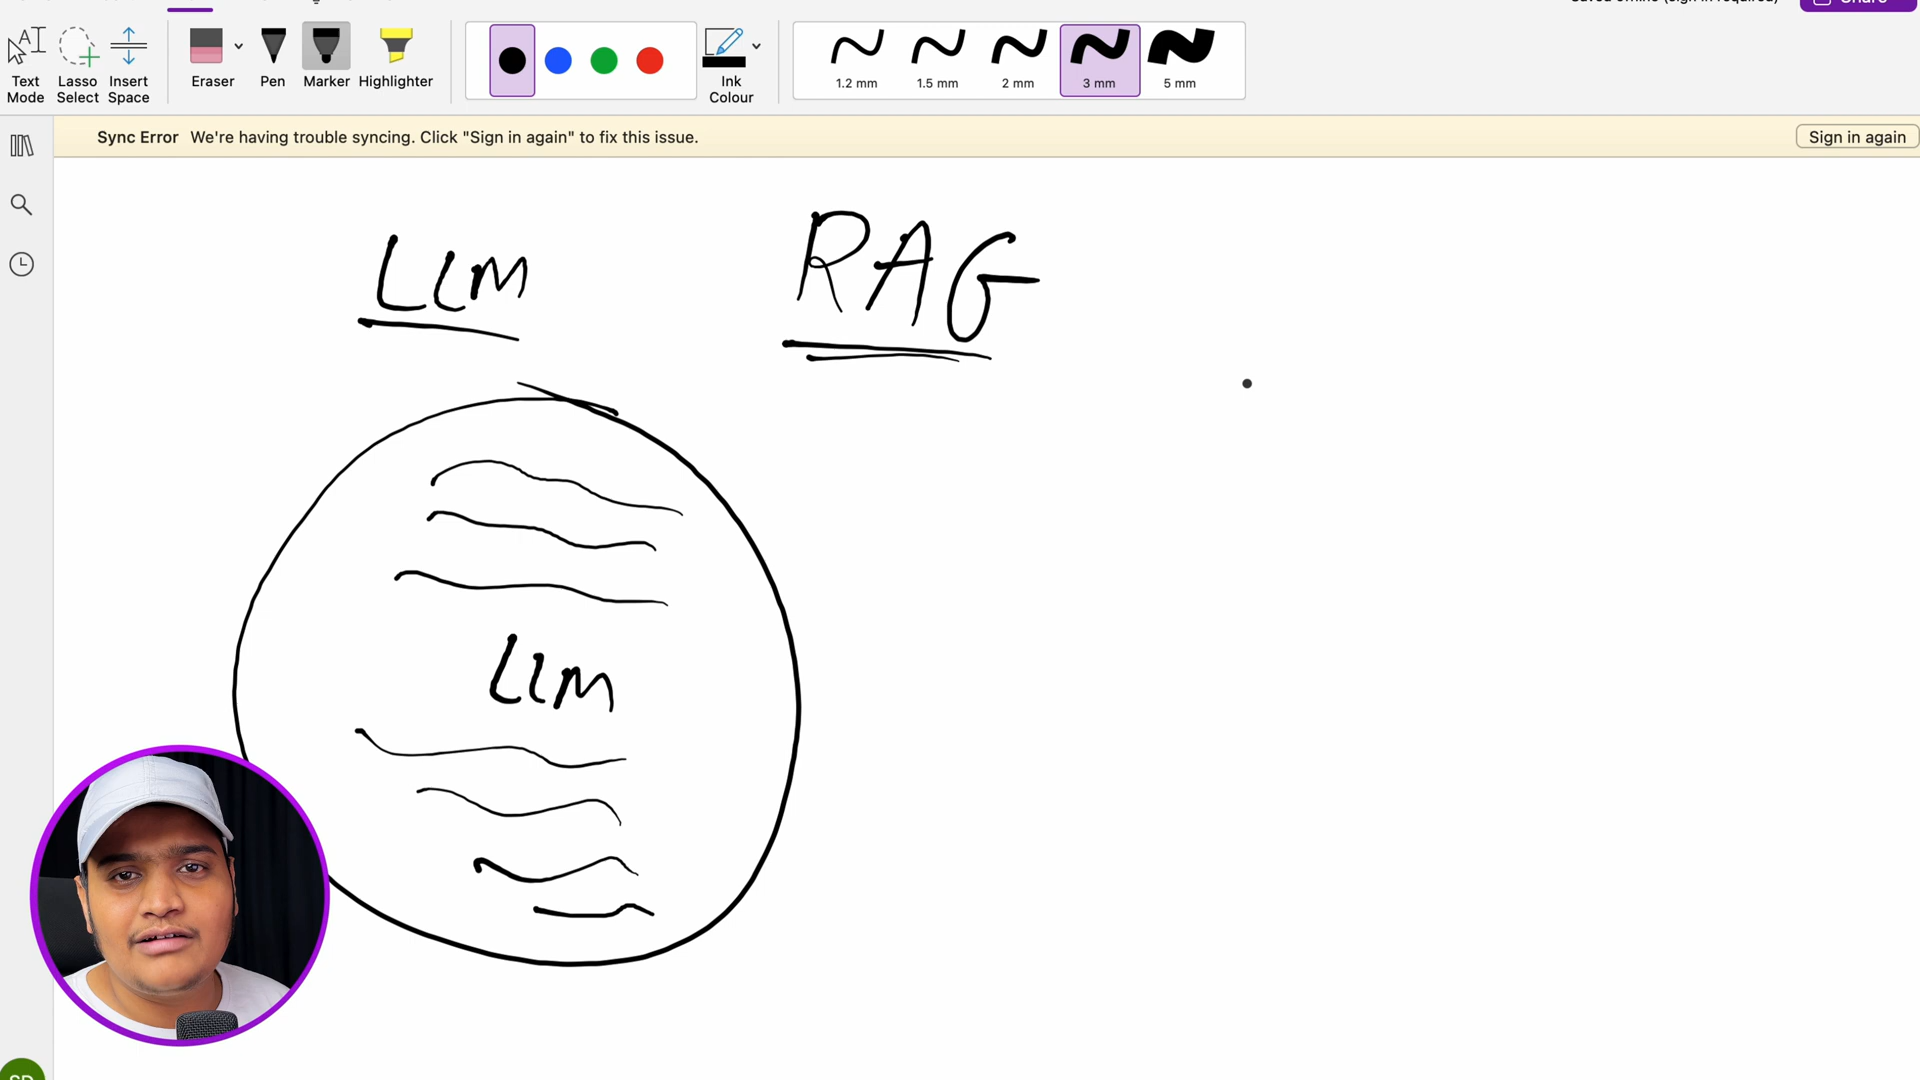 Text Mode
Lasso Select
Insert Space
Eraser
Pen
Marker
Highlighter
Ink Colour
1.2 mm
1.5 mm
2 mm
3 mm
5 mm
Sync Error We're having trouble syncing. Click "Sign in again" to fix this issue.
Sign in again
LLM
RAG
LLM